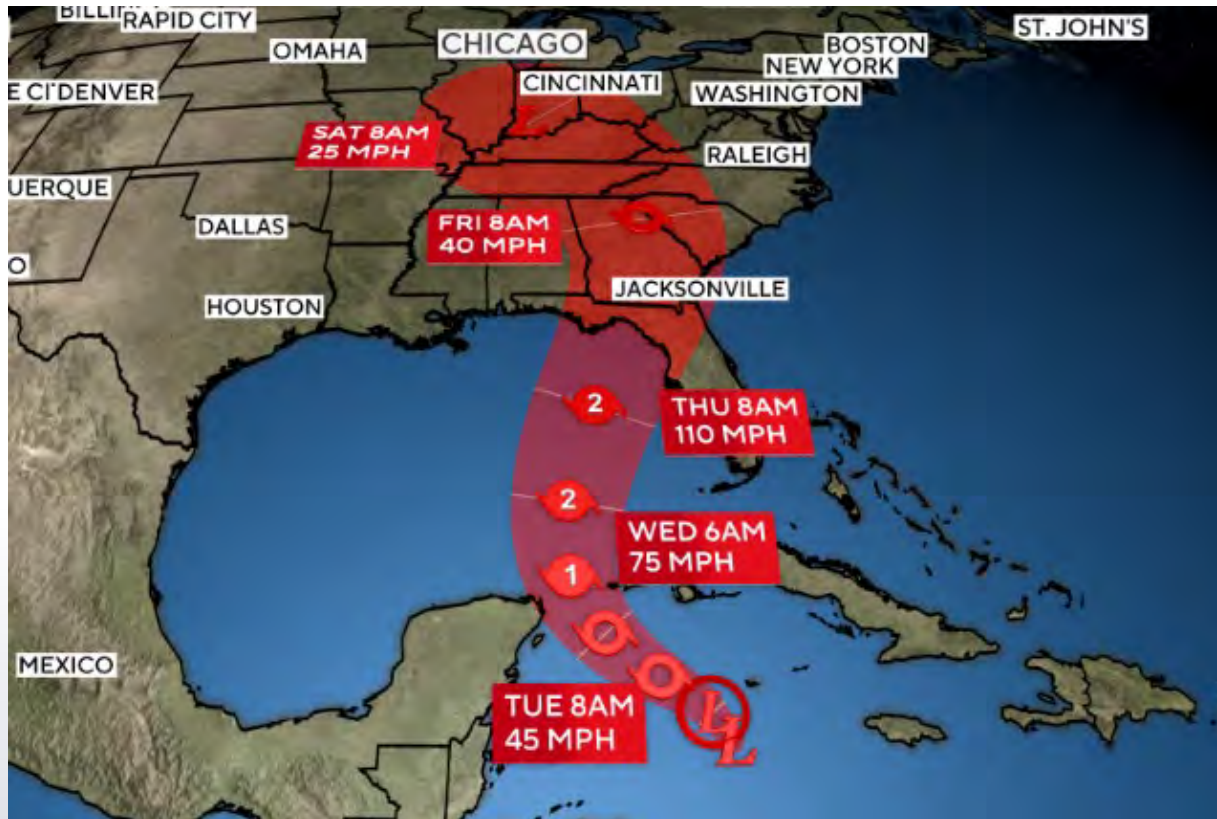 RAPID CITY
OMAHA
CHICAGO
ST. JOHN'S
BOSTON
NEW YORK
E CI
DENVER
CINCINNATI
WASHINGTON
SAT 8AM
25 MPH
RALEIGH
UERQUE
DALLAS
FRI 8AM
40 MPH
O
HOUSTON
JACKSONVILLE
2
THU 8AM
110 MPH
2
WED 6AM
75 MPH
1
MEXICO
TUE 8AM
45 MPH
L
L
L